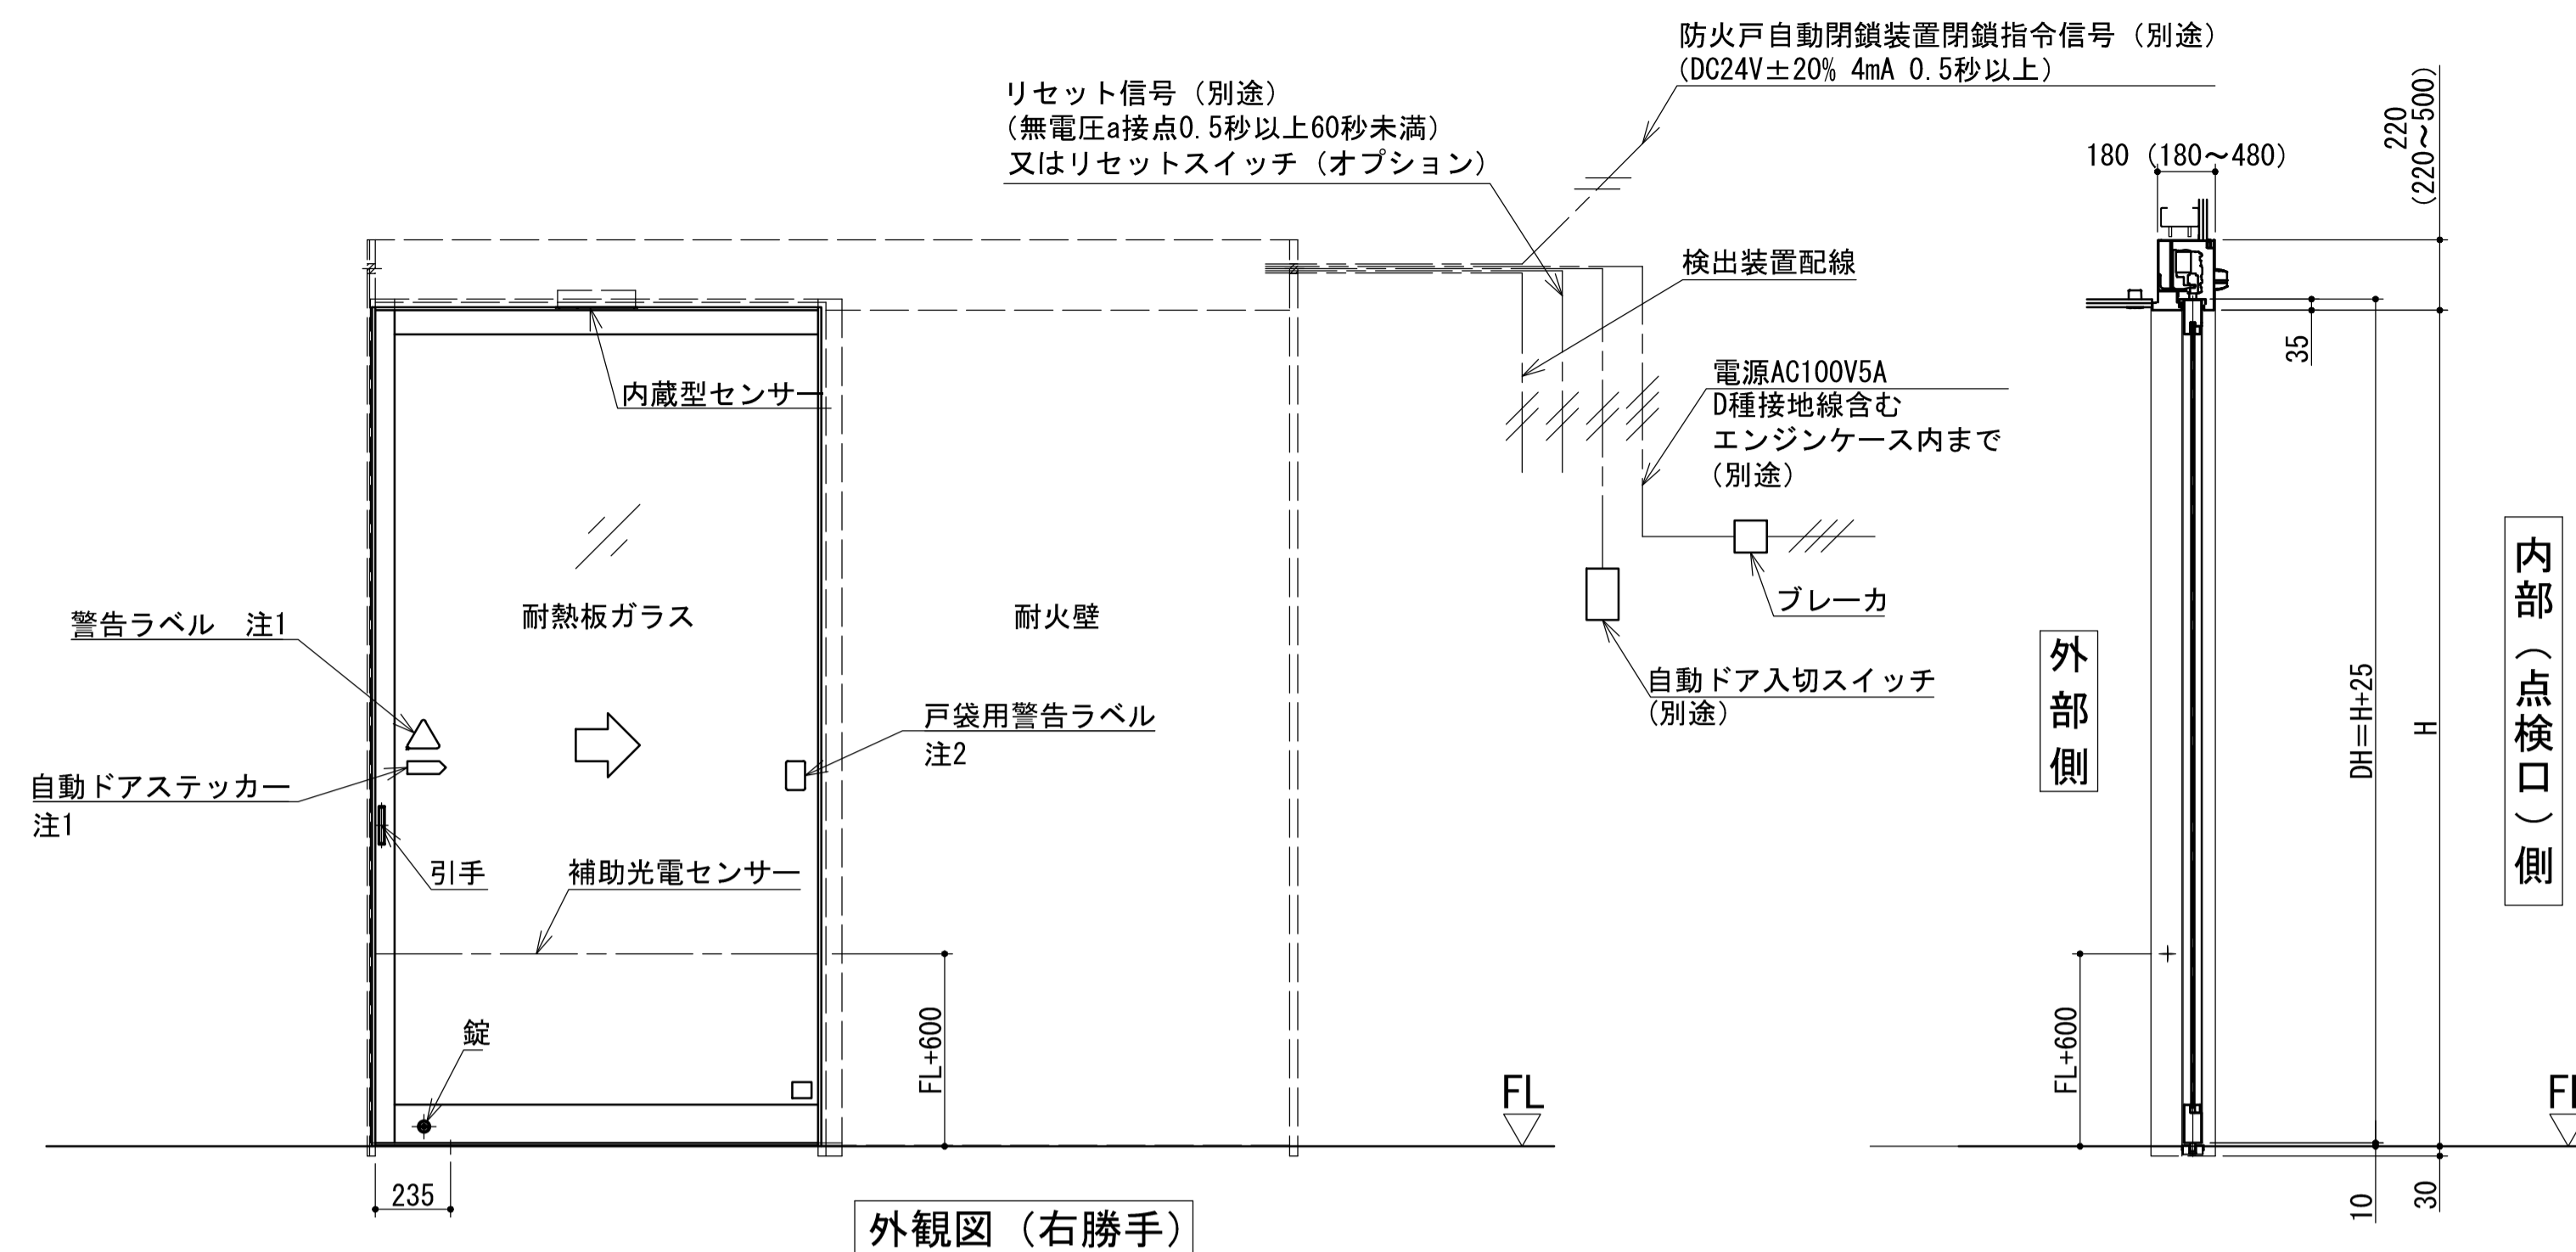 防火戸自動閉鎖装置閉鎖指令信号（別途）
（DC24V±20% 4mA 0.5秒以上）
リセット信号（別途）
（無電圧a接点0.5秒以上60秒未満）
又はリセットスイッチ（オプション）
220
（220～500）
180（180～480）
検出装置配線
35
電源AC100V5A
D種接地線含む
エンジンケース内まで
（別途）
内蔵型センサー
ブレーカ
耐熱板ガラス
耐火壁
警告ラベル　注1
自動ドア入切スイッチ
（別途）
戸袋用警告ラベル
注2
自動ドアステッカー
注1
引手
補助光電センサー
錠
FL+600
FL
235
外観図（右勝手）
外部側
内部（点検口）側
DH＝H+25
H
FL+600
10
30